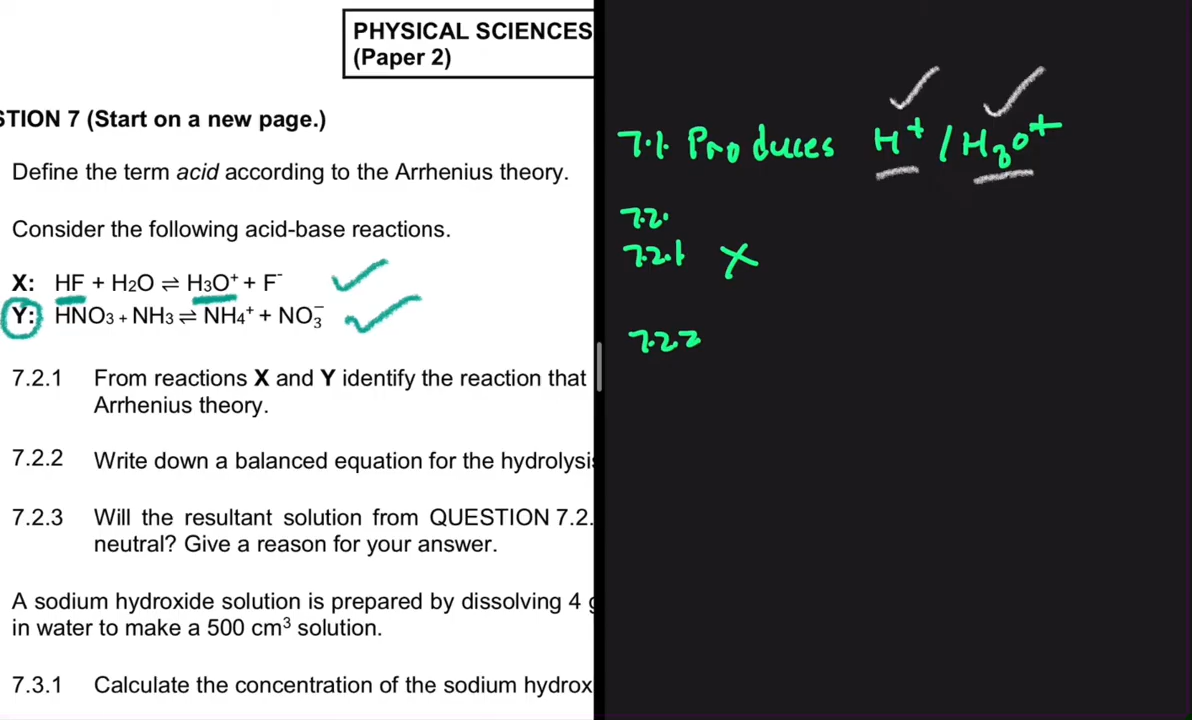 PHYSICAL SCIENCES
(Paper 2)
STION 7 (Start on a new page.)
Define the term acid according to the Arrhenius theory.
Consider the following acid-base reactions.
X: HF + H₂O ⇌ H₃O⁺ + F⁻
Y: HNO₃ + NH₃ ⇌ NH₄⁺ + NO₃⁻
7.2.1 From reactions X and Y identify the reaction that
Arrhenius theory.
7.2.2 Write down a balanced equation for the hydrolysis
7.2.3 Will the resultant solution from QUESTION 7.2.
neutral? Give a reason for your answer.
A sodium hydroxide solution is prepared by dissolving 4 g
in water to make a 500 cm³ solution.
7.3.1 Calculate the concentration of the sodium hydrox
7.1. Produces H⁺ / H₃O⁺
7.2.
7.2.1 X
7.2.2